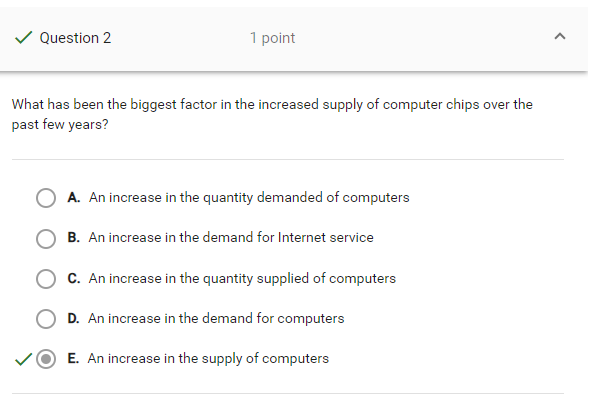 Question 2 1 point
What has been the biggest factor in the increased supply of computer chips over the
past few years?
A. An increase in the quantity demanded of computers
B. An increase in the demand for Internet service
C. An increase in the quantity supplied of computers
D. An increase in the demand for computers
E. An increase in the supply of computers